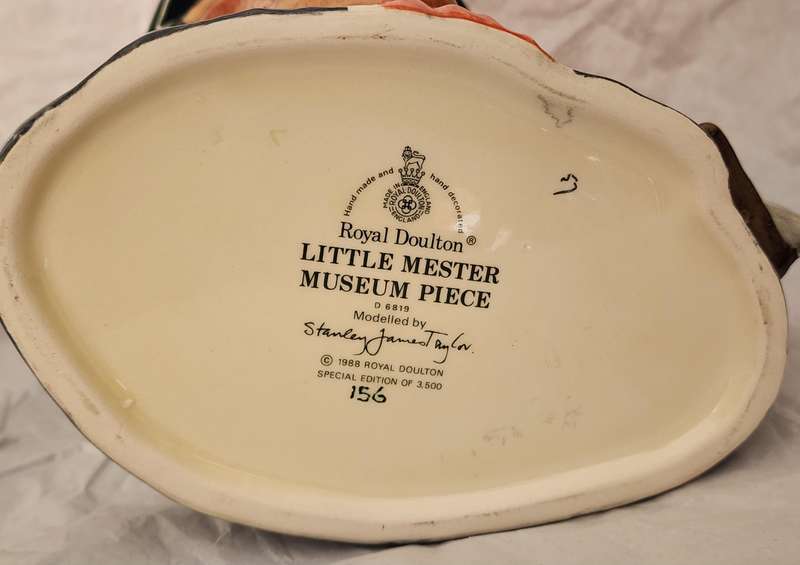 Hand made and hand decorated
MADE IN ENGLAND
ROYAL DOULTON
ENGLAND
Royal Doulton ®
LITTLE MESTER
MUSEUM PIECE
D 6819
Modelled by
Stanley James Taylor.
© 1988 ROYAL DOULTON
SPECIAL EDITION OF 3,500
156